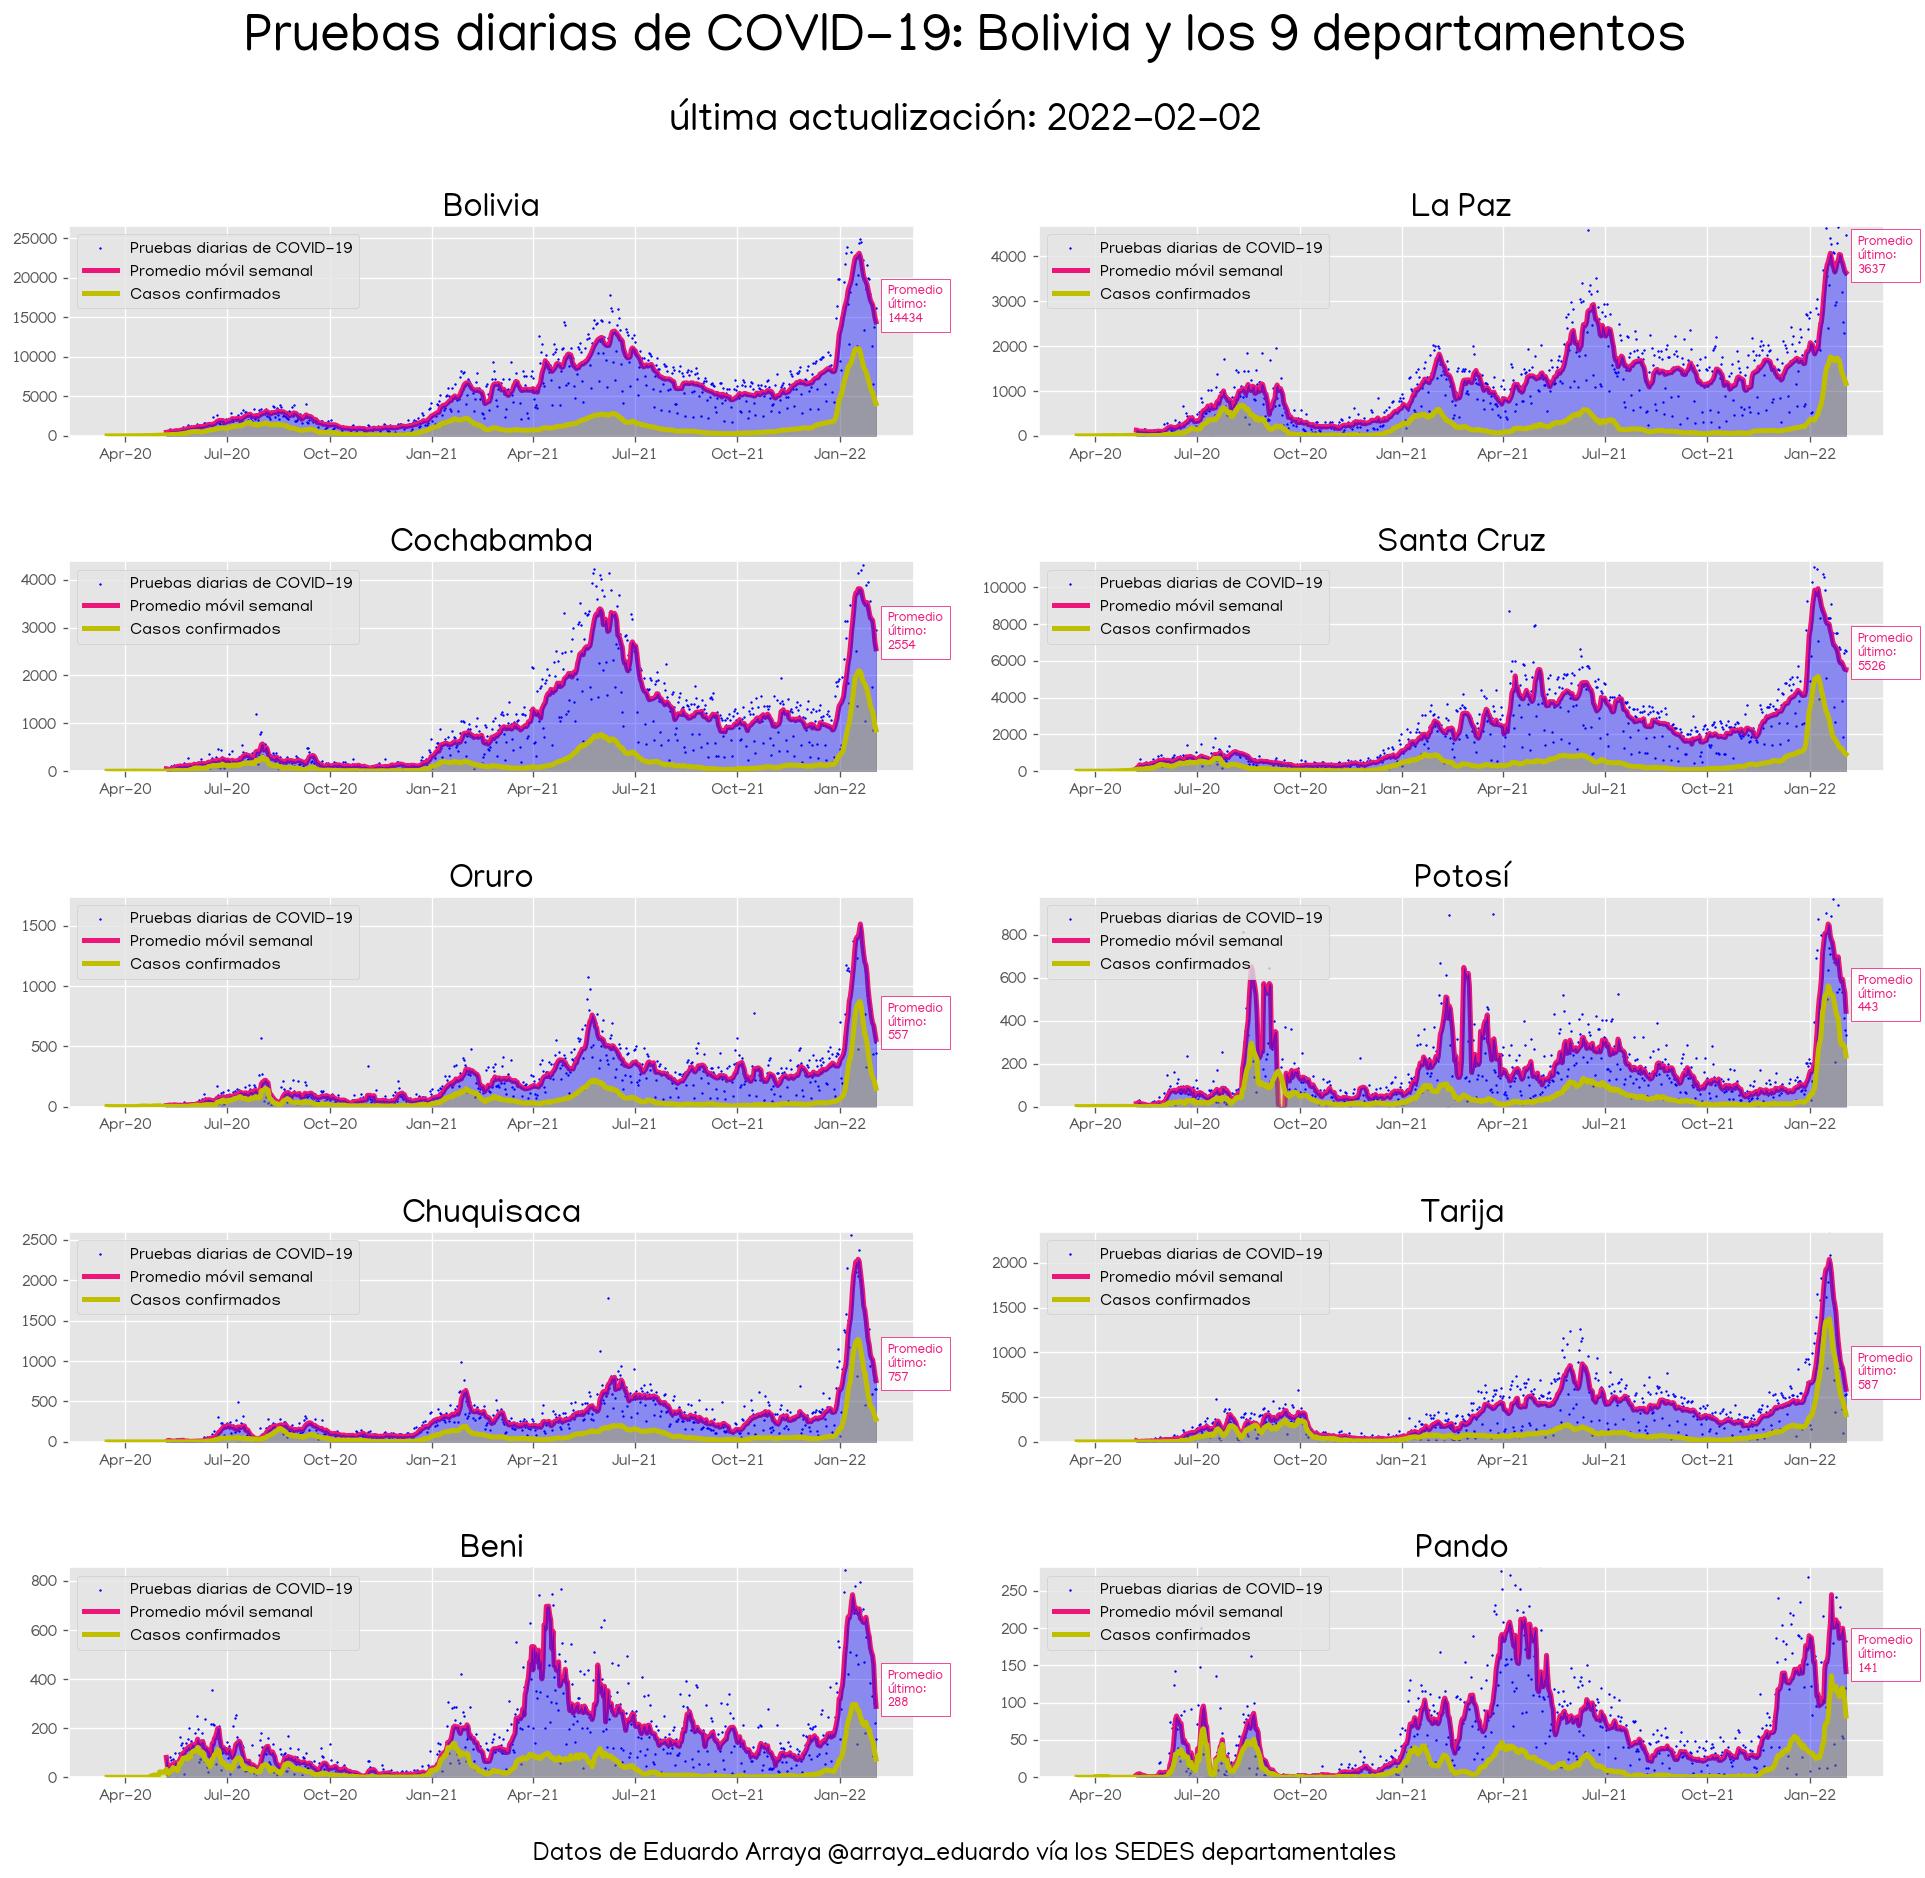 Pruebas diarias de COVID-19: Bolivia y los 9 departamentos
última actualización: 2022-02-02
Bolivia
25000
20000
15000
10000
5000
0
Pruebas diarias de COVID-19
Promedio móvil semanal
Casos confirmados
Promedio
último:
14434
Apr-20 Jul-20 Oct-20 Jan-21 Apr-21 Jul-21 Oct-21 Jan-22
La Paz
4000
3000
2000
1000
0
Pruebas diarias de COVID-19
Promedio móvil semanal
Casos confirmados
Promedio
último:
3637
Apr-20 Jul-20 Oct-20 Jan-21 Apr-21 Jul-21 Oct-21 Jan-22
Cochabamba
4000
3000
2000
1000
0
Pruebas diarias de COVID-19
Promedio móvil semanal
Casos confirmados
Promedio
último:
2554
Apr-20 Jul-20 Oct-20 Jan-21 Apr-21 Jul-21 Oct-21 Jan-22
Santa Cruz
10000
8000
6000
4000
2000
0
Pruebas diarias de COVID-19
Promedio móvil semanal
Casos confirmados
Promedio
último:
5526
Apr-20 Jul-20 Oct-20 Jan-21 Apr-21 Jul-21 Oct-21 Jan-22
Oruro
1500
1000
500
0
Pruebas diarias de COVID-19
Promedio móvil semanal
Casos confirmados
Promedio
último:
557
Apr-20 Jul-20 Oct-20 Jan-21 Apr-21 Jul-21 Oct-21 Jan-22
Potosí
800
600
400
200
0
Pruebas diarias de COVID-19
Promedio móvil semanal
Casos confirmados
Promedio
último:
443
Apr-20 Jul-20 Oct-20 Jan-21 Apr-21 Jul-21 Oct-21 Jan-22
Chuquisaca
2500
2000
1500
1000
500
0
Pruebas diarias de COVID-19
Promedio móvil semanal
Casos confirmados
Promedio
último:
757
Apr-20 Jul-20 Oct-20 Jan-21 Apr-21 Jul-21 Oct-21 Jan-22
Tarija
2000
1500
1000
500
0
Pruebas diarias de COVID-19
Promedio móvil semanal
Casos confirmados
Promedio
último:
587
Apr-20 Jul-20 Oct-20 Jan-21 Apr-21 Jul-21 Oct-21 Jan-22
Beni
800
600
400
200
0
Pruebas diarias de COVID-19
Promedio móvil semanal
Casos confirmados
Promedio
último:
288
Apr-20 Jul-20 Oct-20 Jan-21 Apr-21 Jul-21 Oct-21 Jan-22
Pando
250
200
150
100
50
0
Pruebas diarias de COVID-19
Promedio móvil semanal
Casos confirmados
Promedio
último:
141
Apr-20 Jul-20 Oct-20 Jan-21 Apr-21 Jul-21 Oct-21 Jan-22
Datos de Eduardo Arraya @arraya_eduardo vía los SEDES departamentales